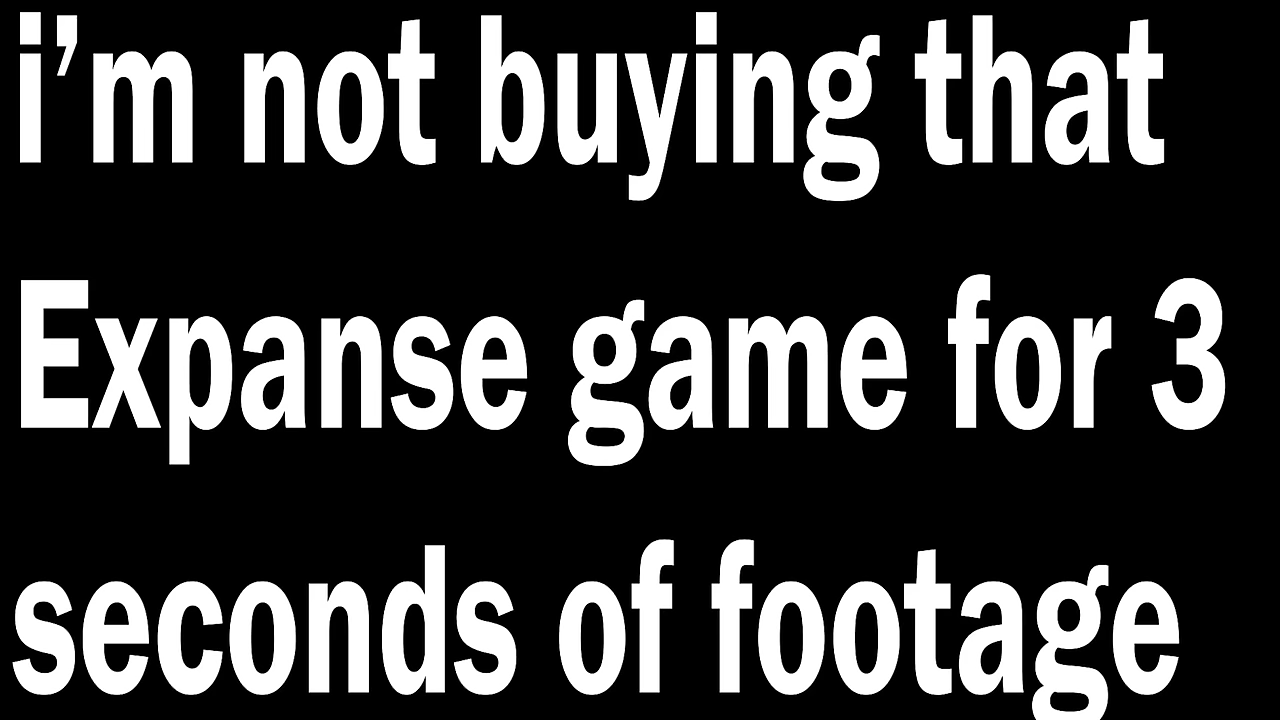 i’m not buying that
Expanse game for 3
seconds of footage